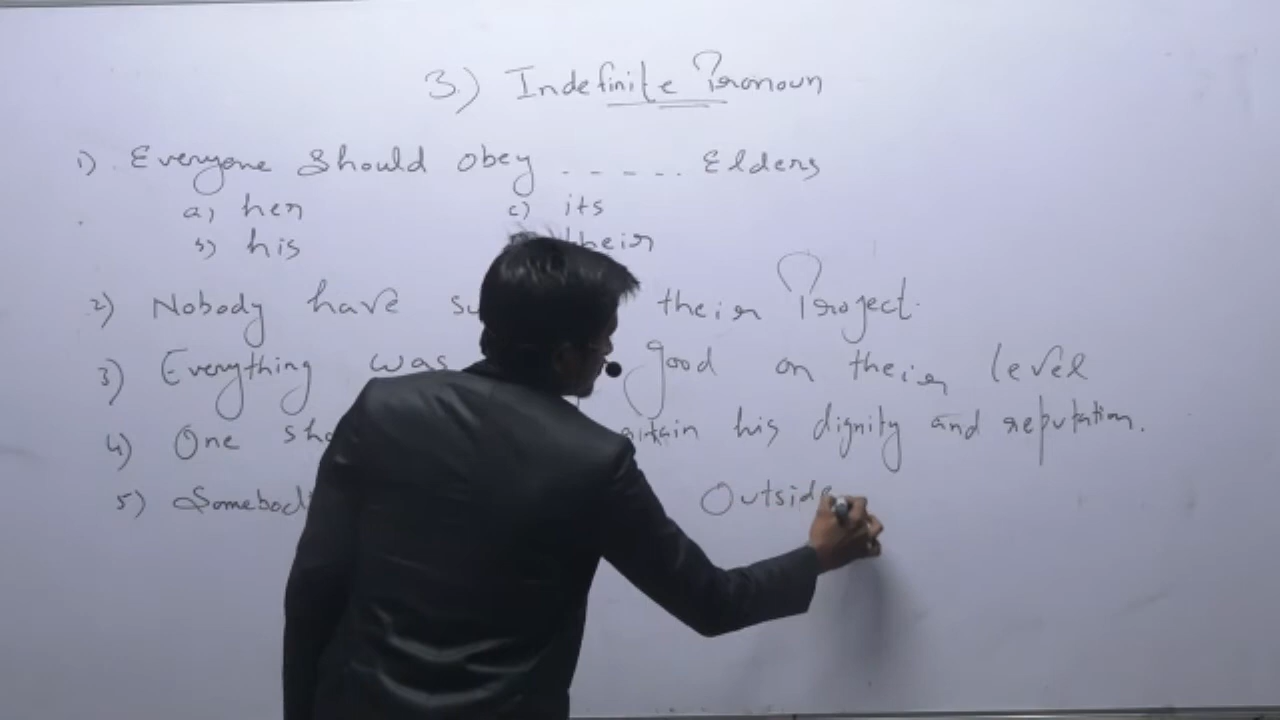 3.) Indefinite Pronoun
1) Everyone should obey ...... Elders
a) her c) its
b) his their
2) Nobody have their Project.
3) Everything was good on their level
4) One his dignity and reputation.
5) Outside